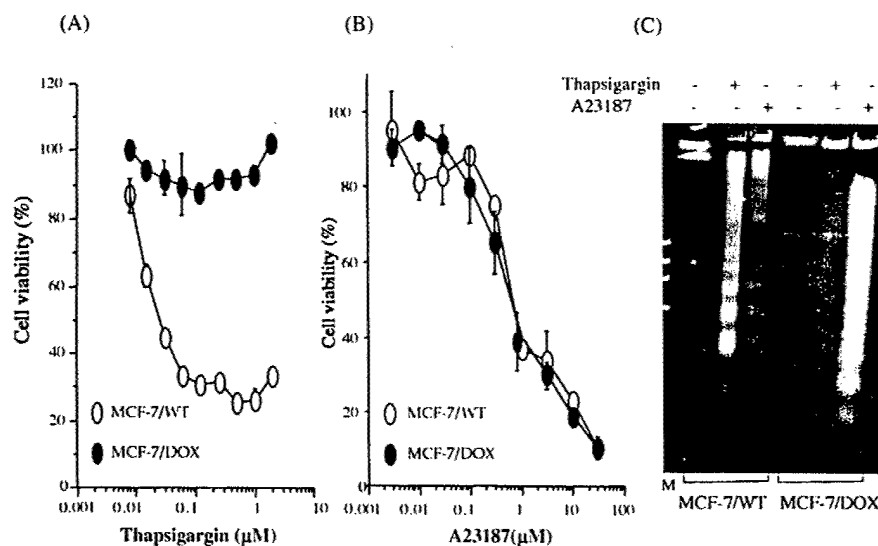 (A)
(B)
(C)
Cell viability (%)
120
100
80
60
40
20
0
0.001
0.01
0.1
1
10
MCF-7/WT
MCF-7/DOX
Thapsigargin (µM)
Cell viability (%)
100
80
60
40
20
0
0.001
0.01
0.1
1
10
100
MCF-7/WT
MCF-7/DOX
A23187(µM)
Thapsigargin - + - - + -
A23187 - - + - - +
M
MCF-7/WT MCF-7/DOX